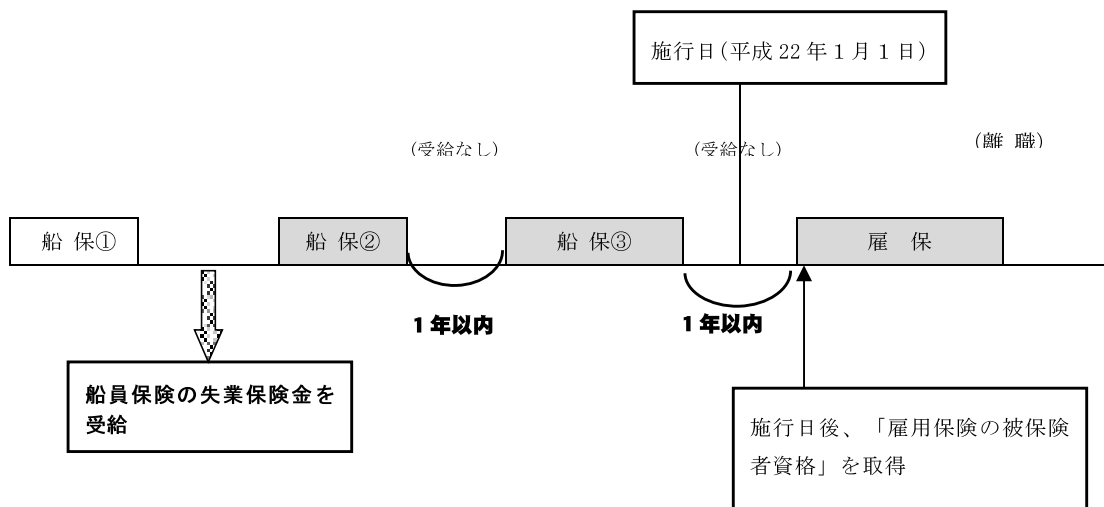 施行日（平成 22 年 1 月 1 日）
（受給なし）
（受給なし）
（離 職）
船 保①
船 保②
船 保③
雇 保
1 年以内
1 年以内
船員保険の失業保険金を
受給
施行日後、「雇用保険の被保険
者資格」を取得